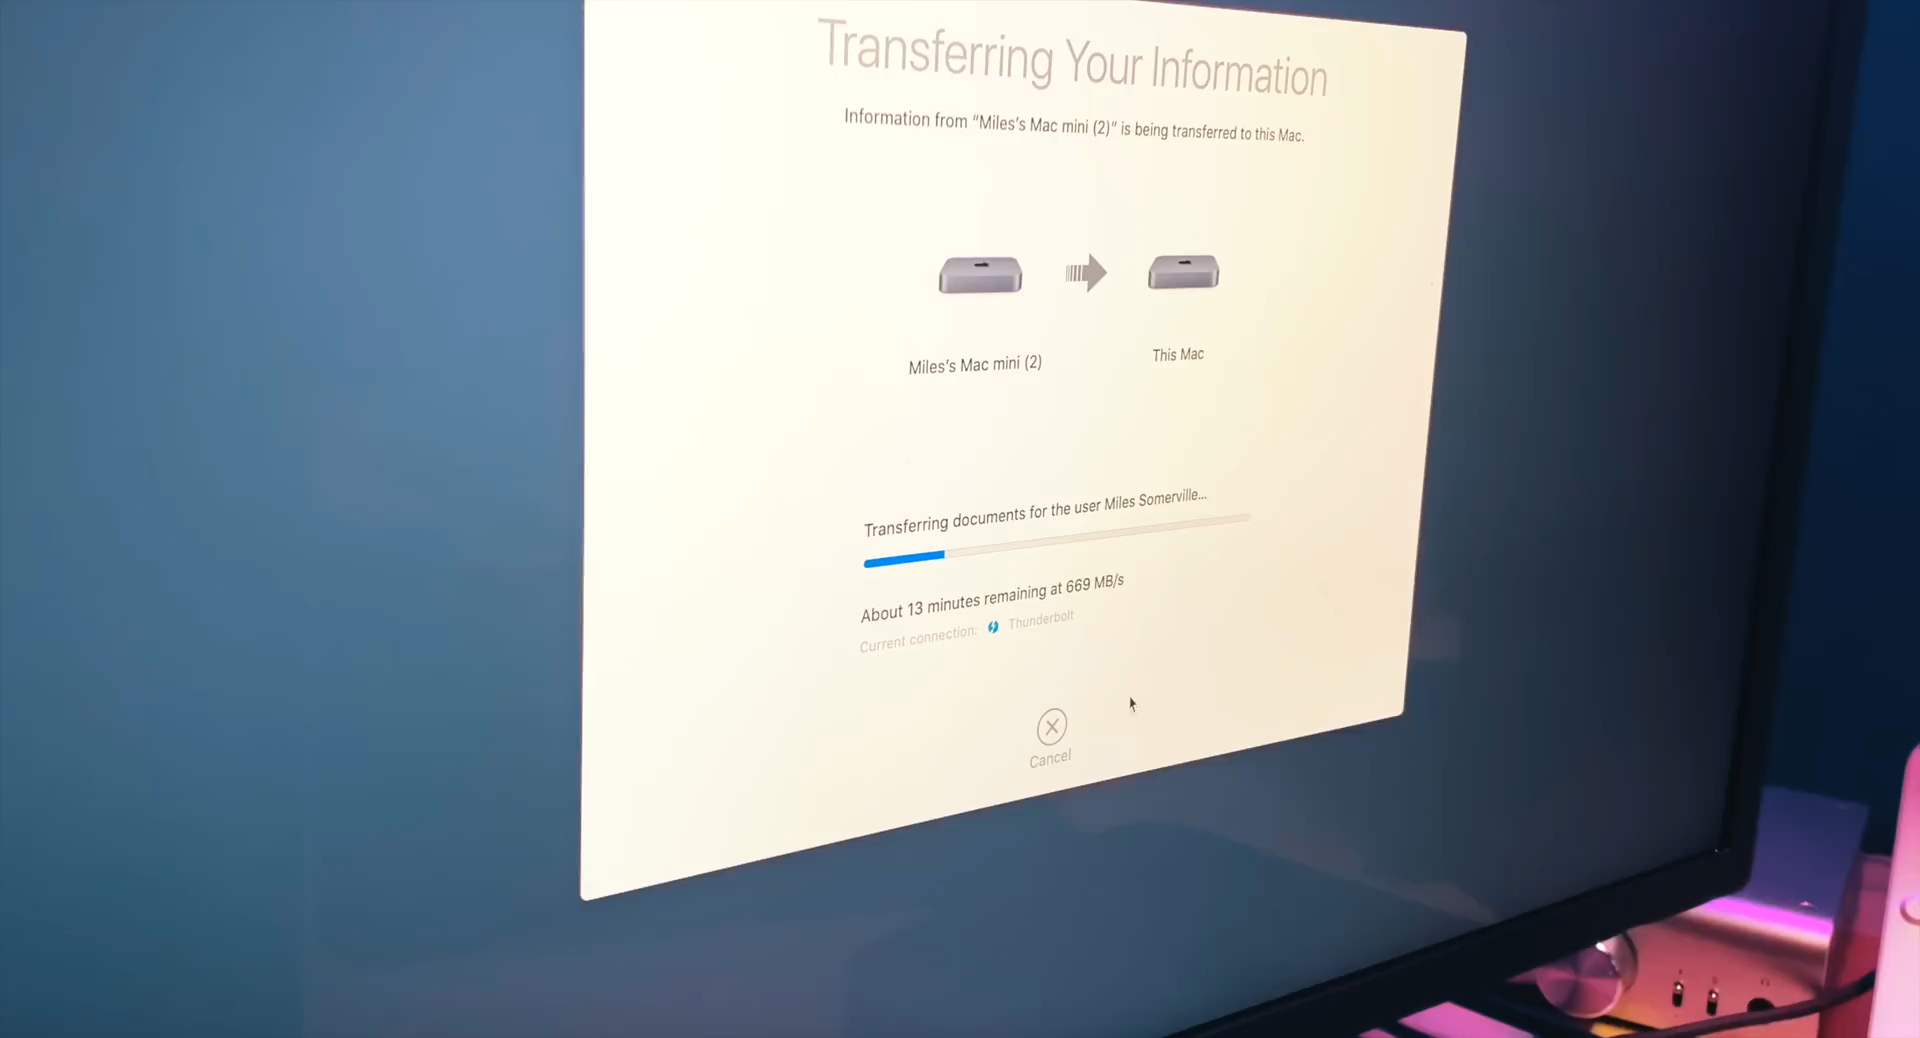 Transferring Your Information
Information from “Miles’s Mac mini (2)” is being transferred to this Mac.
Miles’s Mac mini (2)
This Mac
Transferring documents for the user Miles Somerville...
About 13 minutes remaining at 669 MB/s
Current connection: Thunderbolt
Cancel